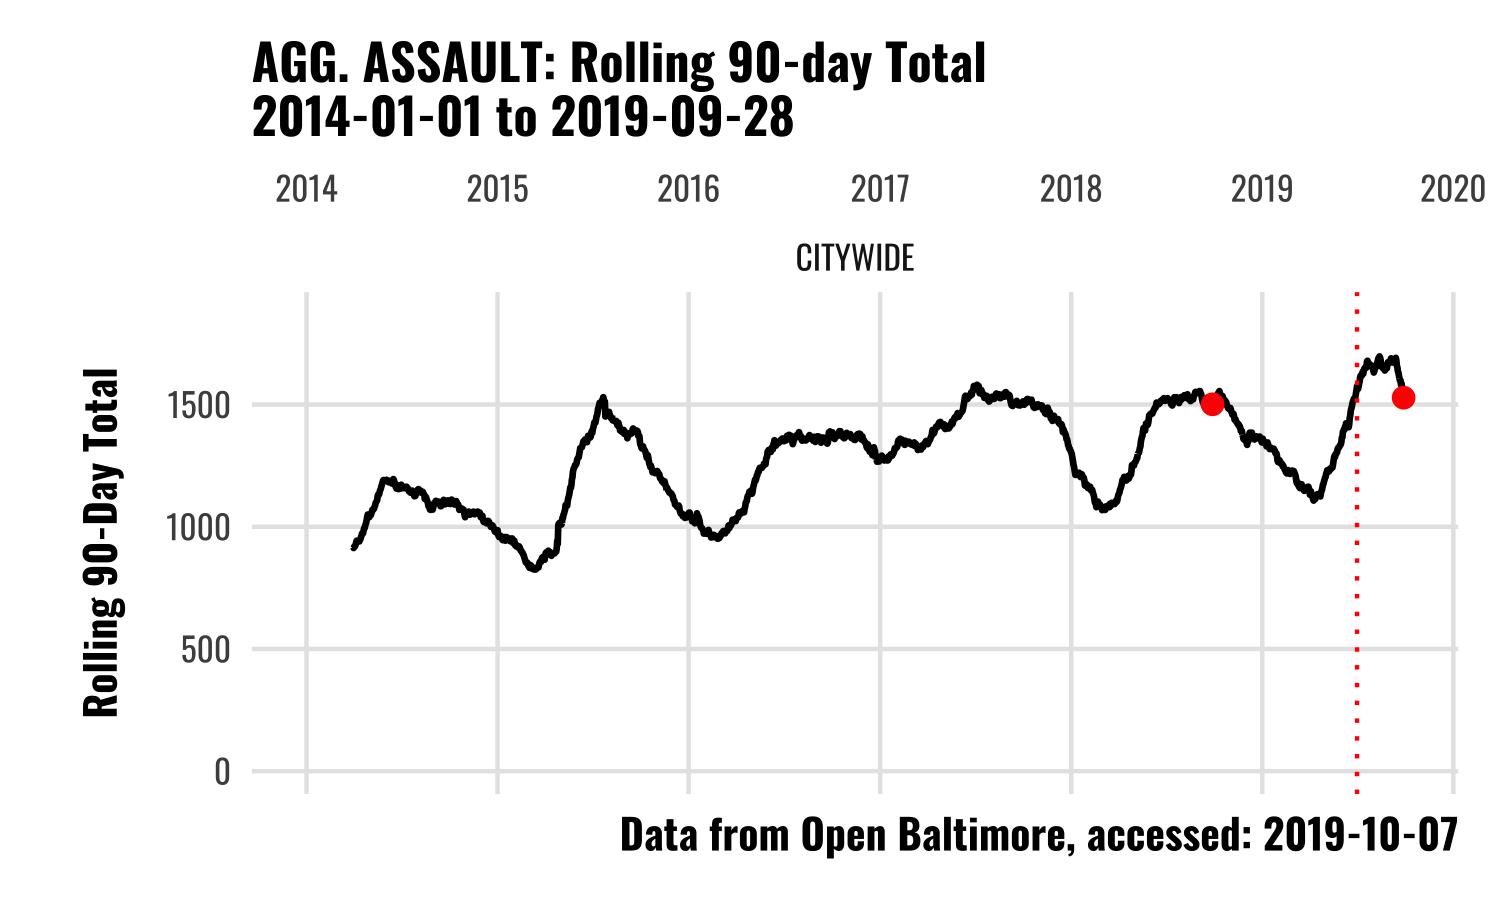 AGG. ASSAULT: Rolling 90-day Total
2014-01-01 to 2019-09-28
2014 2015 2016 2017 2018 2019 2020
CITYWIDE
Rolling 90-Day Total
1500
1000
500
0
Data from Open Baltimore, accessed: 2019-10-07